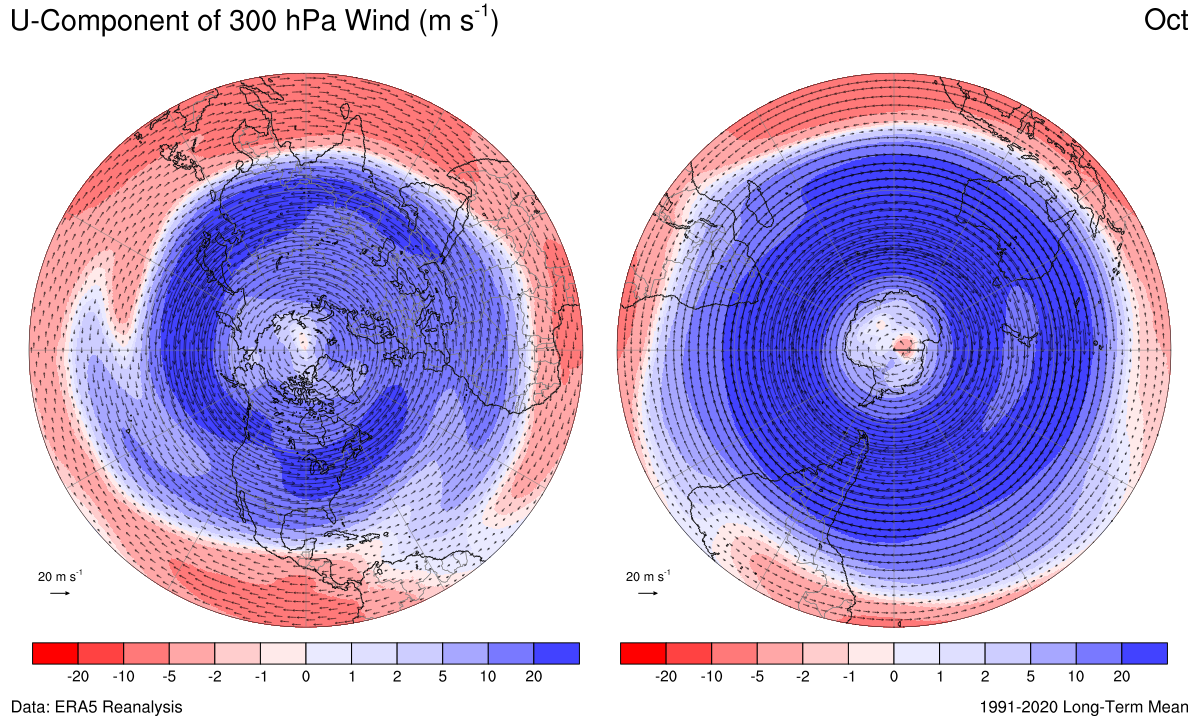 U-Component of 300 hPa Wind (m s⁻¹)
Oct
20 m s⁻¹
20 m s⁻¹
-20 -10 -5 -2 -1 0 1 2 5 10 20
-20 -10 -5 -2 -1 0 1 2 5 10 20
Data: ERA5 Reanalysis
1991-2020 Long-Term Mean